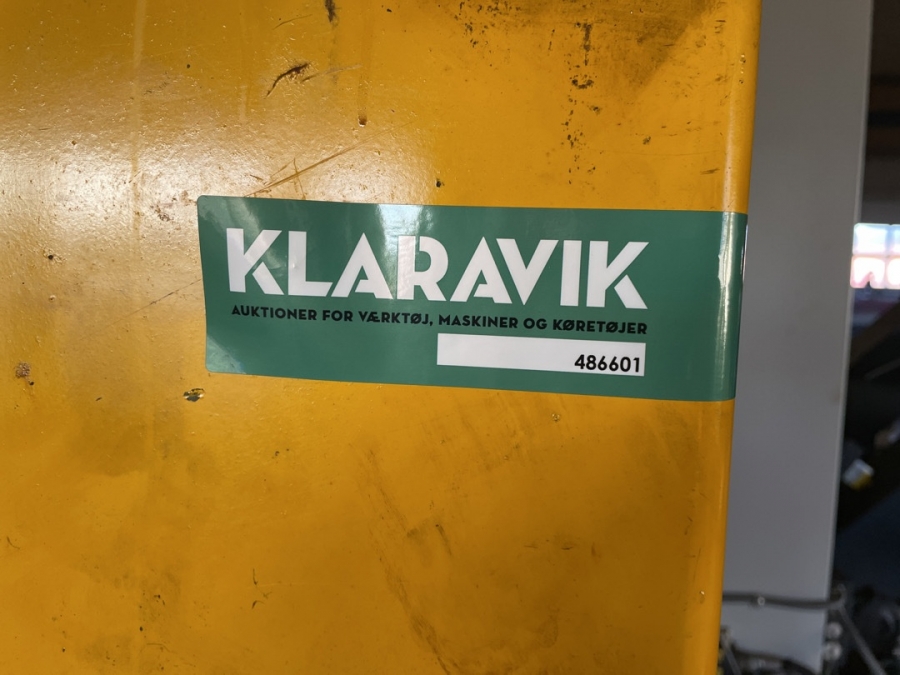 KLARAVIK
AUKTIONER FOR VÆRKTØJ, MASKINER OG KØRETØJER
486601